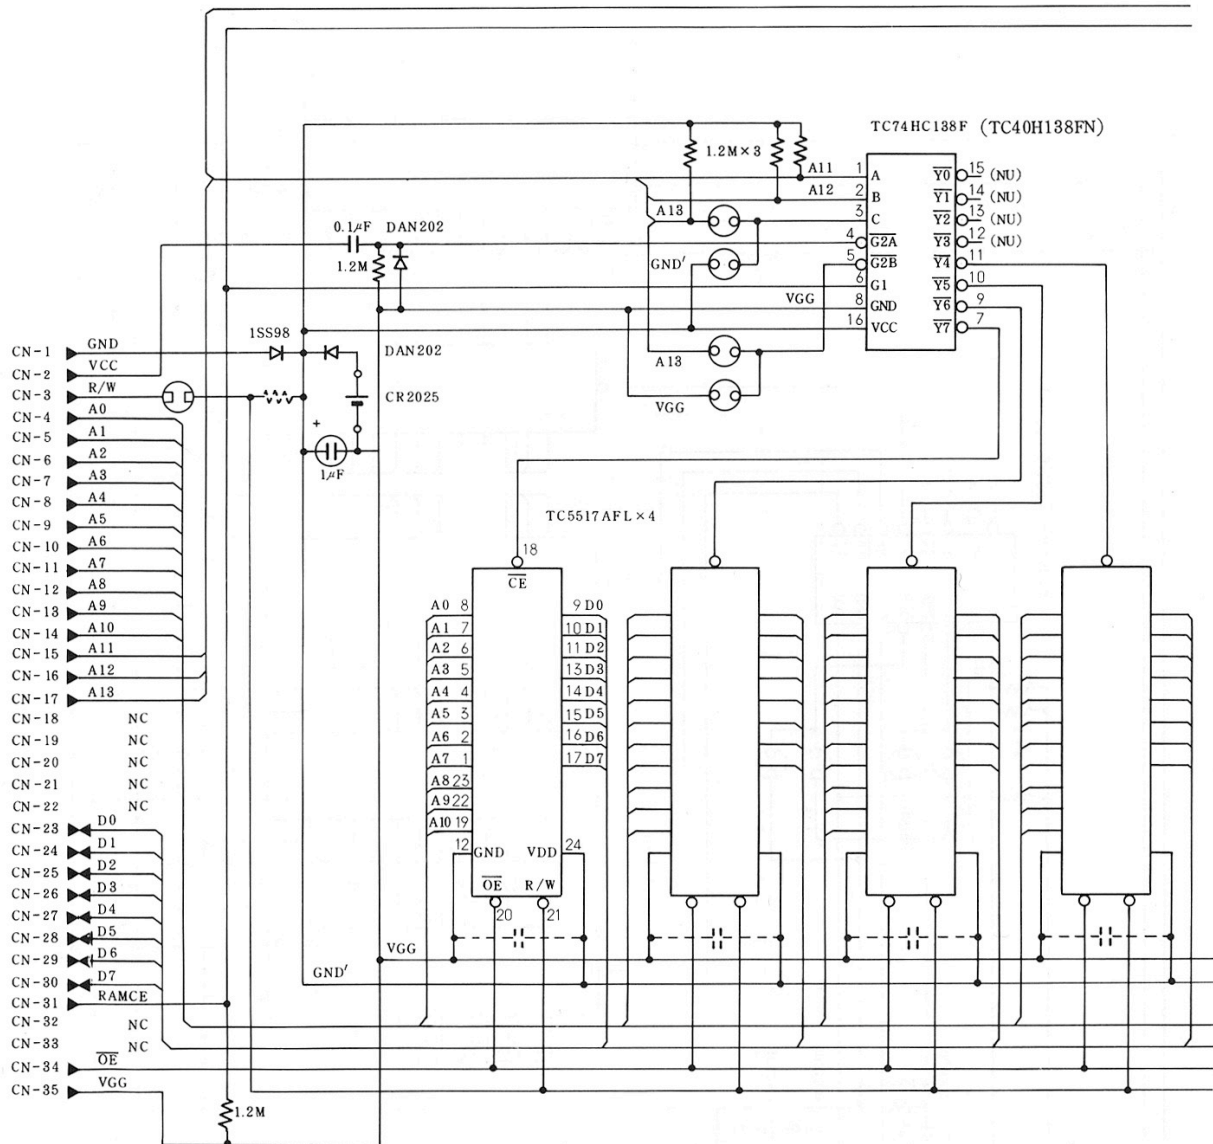 TC74HC138F (TC40H138FN)
1.2M×3
A11 1 A Y0 15 (NU)
A12 2 B Y1 14 (NU)
A13 3 C Y2 13 (NU)
4 G2A Y3 12 (NU)
GND′ 5 G2B Y4 11
6 G1 Y5 10
VGG 8 GND Y6 9
16 VCC Y7 7
A13
VGG
0.1μF DAN202
1.2M
1SS98
DAN202
CR2025
+
1μF
CN-1 GND
CN-2 VCC
CN-3 R/W
CN-4 A0
CN-5 A1
CN-6 A2
CN-7 A3
CN-8 A4
CN-9 A5
CN-10 A6
CN-11 A7
CN-12 A8
CN-13 A9
CN-14 A10
CN-15 A11
CN-16 A12
CN-17 A13
CN-18 NC
CN-19 NC
CN-20 NC
CN-21 NC
CN-22 NC
CN-23 D0
CN-24 D1
CN-25 D2
CN-26 D3
CN-27 D4
CN-28 D5
CN-29 D6
CN-30 D7
CN-31 RAMCE
CN-32 NC
CN-33 NC
CN-34 OE
CN-35 VGG
1.2M
TC5517AFL×4
18
CE
A0 8 9 D0
A1 7 10 D1
A2 6 11 D2
A3 5 13 D3
A4 4 14 D4
A5 3 15 D5
A6 2 16 D6
A7 1 17 D7
A8 23
A9 22
A10 19
12 GND VDD 24
OE R/W
20 21
VGG
GND′